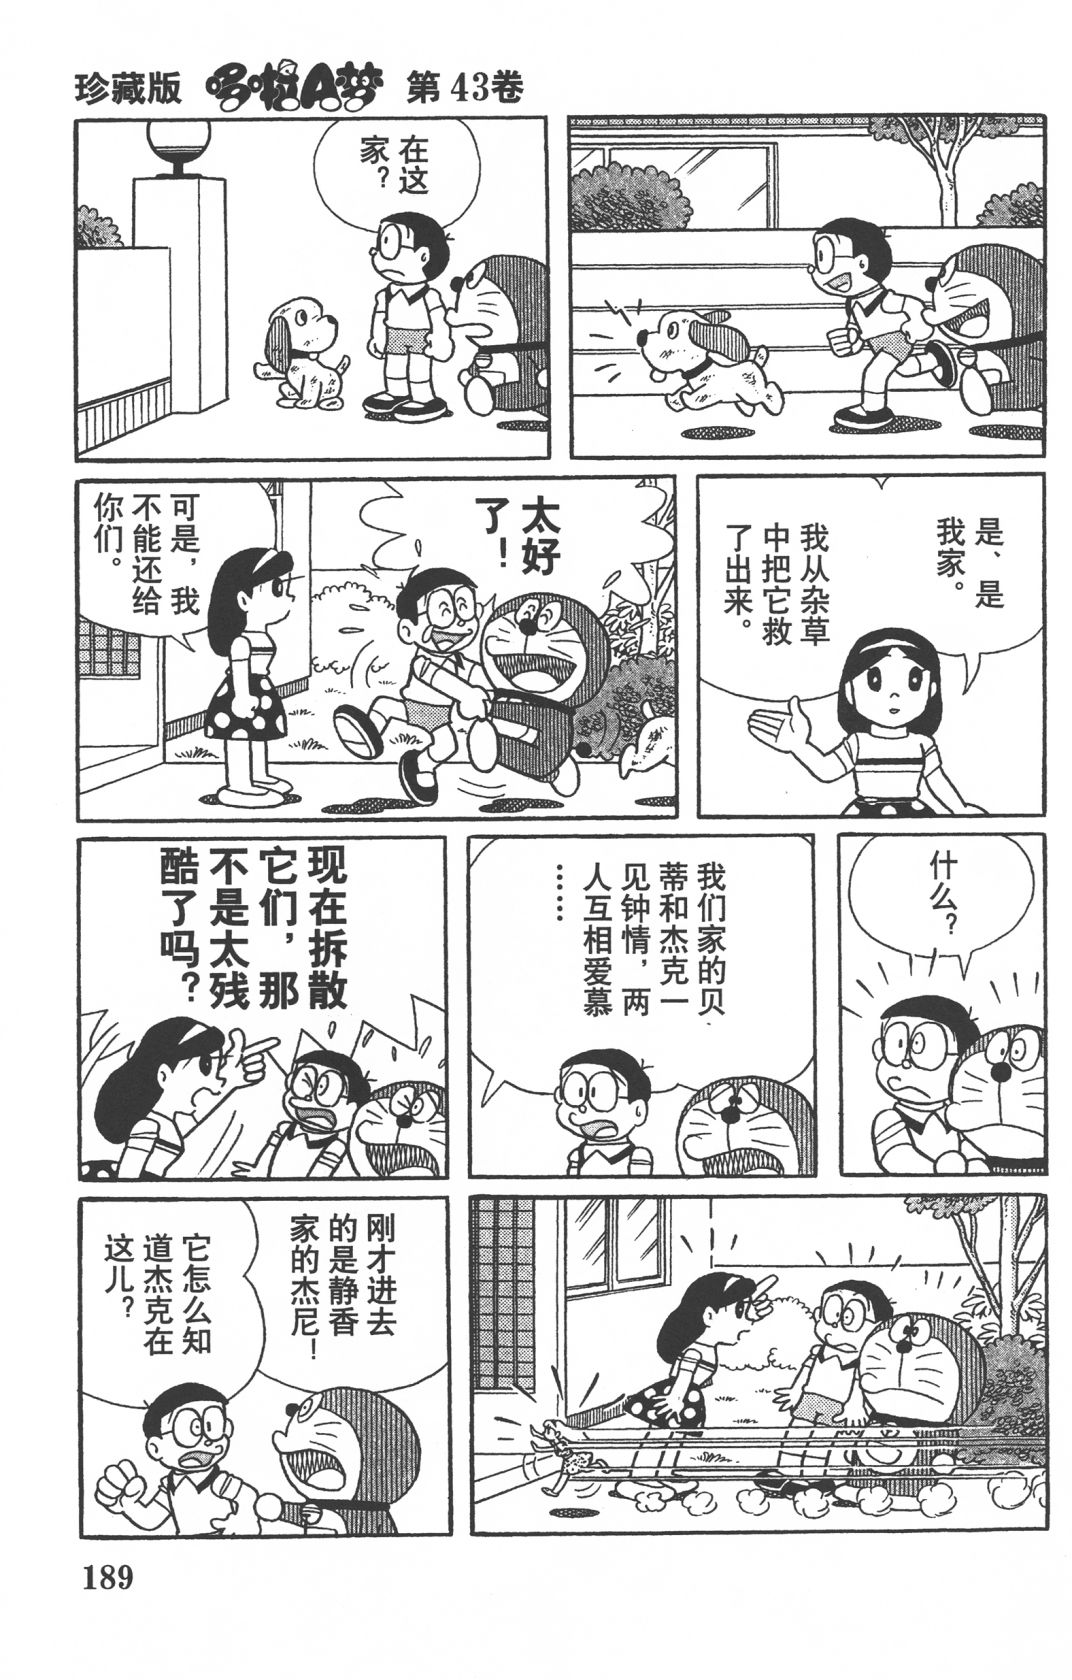 珍藏版 哆啦A梦 第43卷
在这
家？
是、是
我家。
我从杂草
中把它救
了出来。
太好
了！
可是，我
不能还给
你们。
什么？
我们家的贝
蒂和杰克一
见钟情，两
人互相爱慕
……
现在拆散
它们，那
不是太残
酷了吗？
刚才进去
的是静香
家的杰尼！
它怎么知
道杰克在
这儿？
189